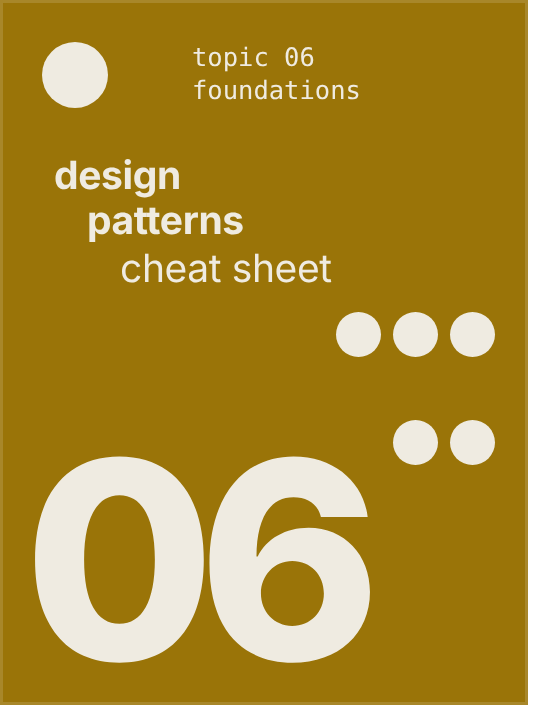 topic 06
foundations
design
patterns
cheat sheet
06